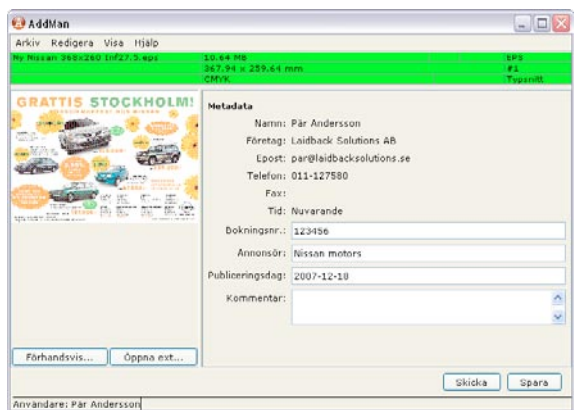 AddMan
Arkiv Redigera Visa Hjälp
Ny Nissan 368x260 Inf27.5.eps 10.64 MB EPS
367.94 x 259.64 mm #1
CMYK Typsnitt
GRATTIS STOCKHOLM!
Metadata
Namn: Pär Andersson
Företag: Laidback Solutions AB
Epost: par@laidbacksolutions.se
Telefon: 011-127580
Fax:
Tid: Nuvarande
Bokningsnr.: 123456
Annonsör: Nissan motors
Publiceringsdag: 2007-12-18
Kommentar:
Förhandsvis... Öppna ext...
Skicka Spara
Användare: Pär Andersson